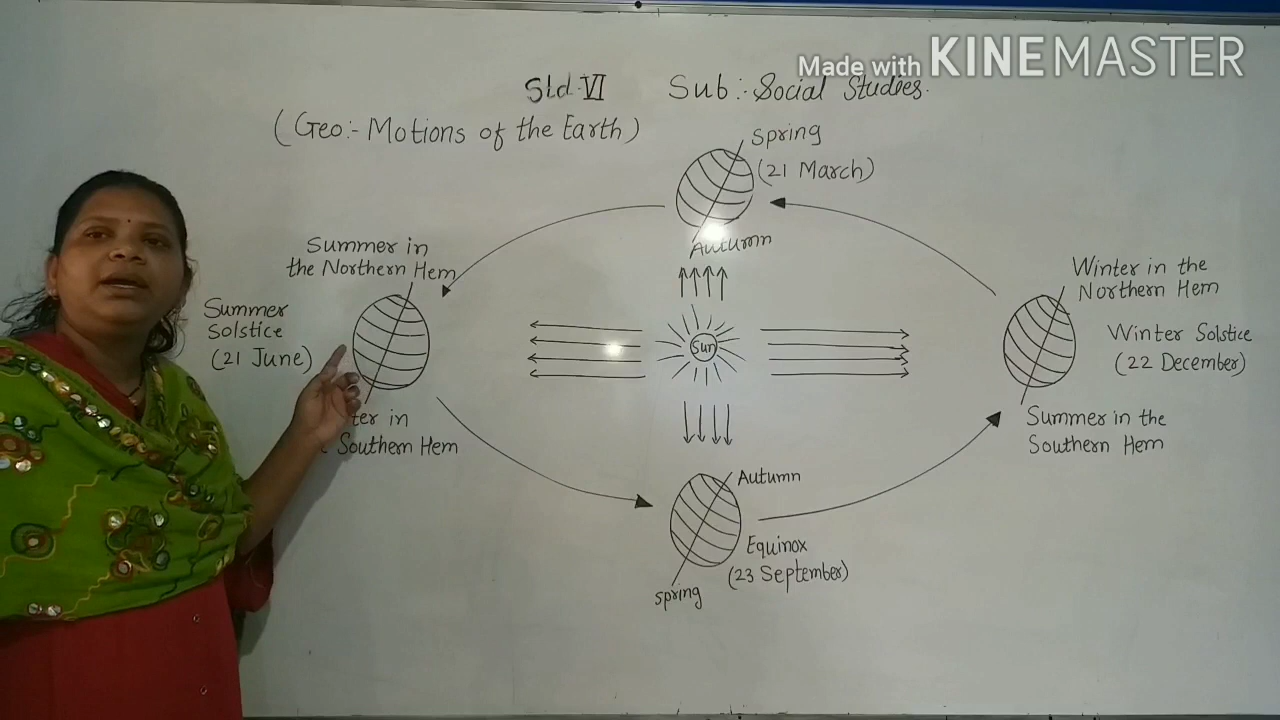 Made with KINEMASTER
Std. VI Sub :- Social Studies.
(Geo:- Motions of the Earth)
Spring
(21 March)
Autumn
Summer in
the Northern Hem
Summer
Solstice
(21 June)
ter in
Southern Hem
Sun
Winter in the
Northern Hem
Winter Solstice
(22 December)
Summer in the
Southern Hem
Autumn
Equinox
(23 September)
spring